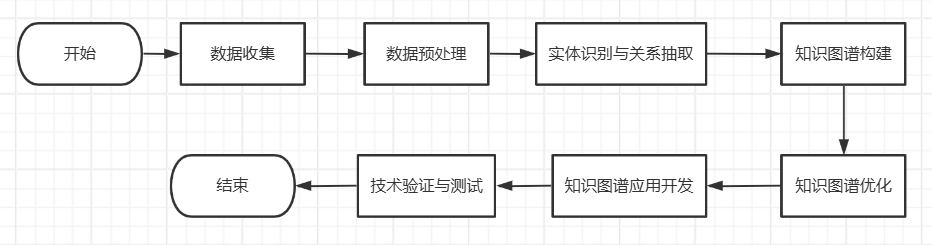 开始
数据收集
数据预处理
实体识别与关系抽取
知识图谱构建
知识图谱优化
知识图谱应用开发
技术验证与测试
结束